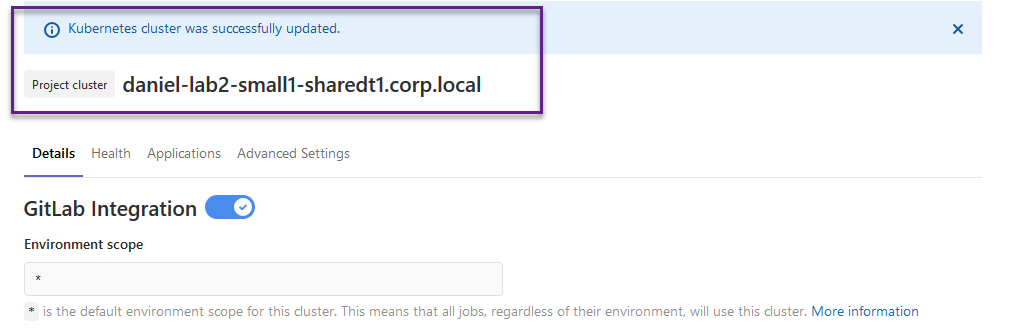 Kubernetes cluster was successfully updated.
Project cluster daniel-lab2-small1-sharedt1.corp.local
Details Health Applications Advanced Settings
GitLab Integration
Environment scope
*
* is the default environment scope for this cluster. This means that all jobs, regardless of their environment, will use this cluster. More information